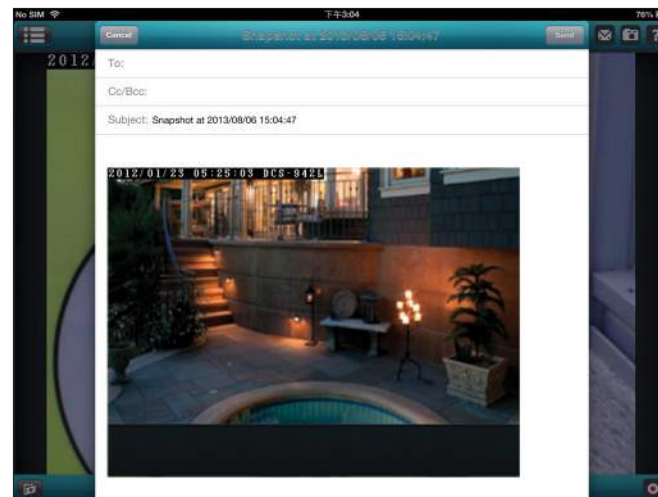 No SIM 下午3:04 76%
Cancel Snapshot at 2013/08/06 15:04:47 Send
2012
To:
Cc/Bcc:
Subject: Snapshot at 2013/08/06 15:04:47
2012/01/23 05:25:03 DCS-942L
?